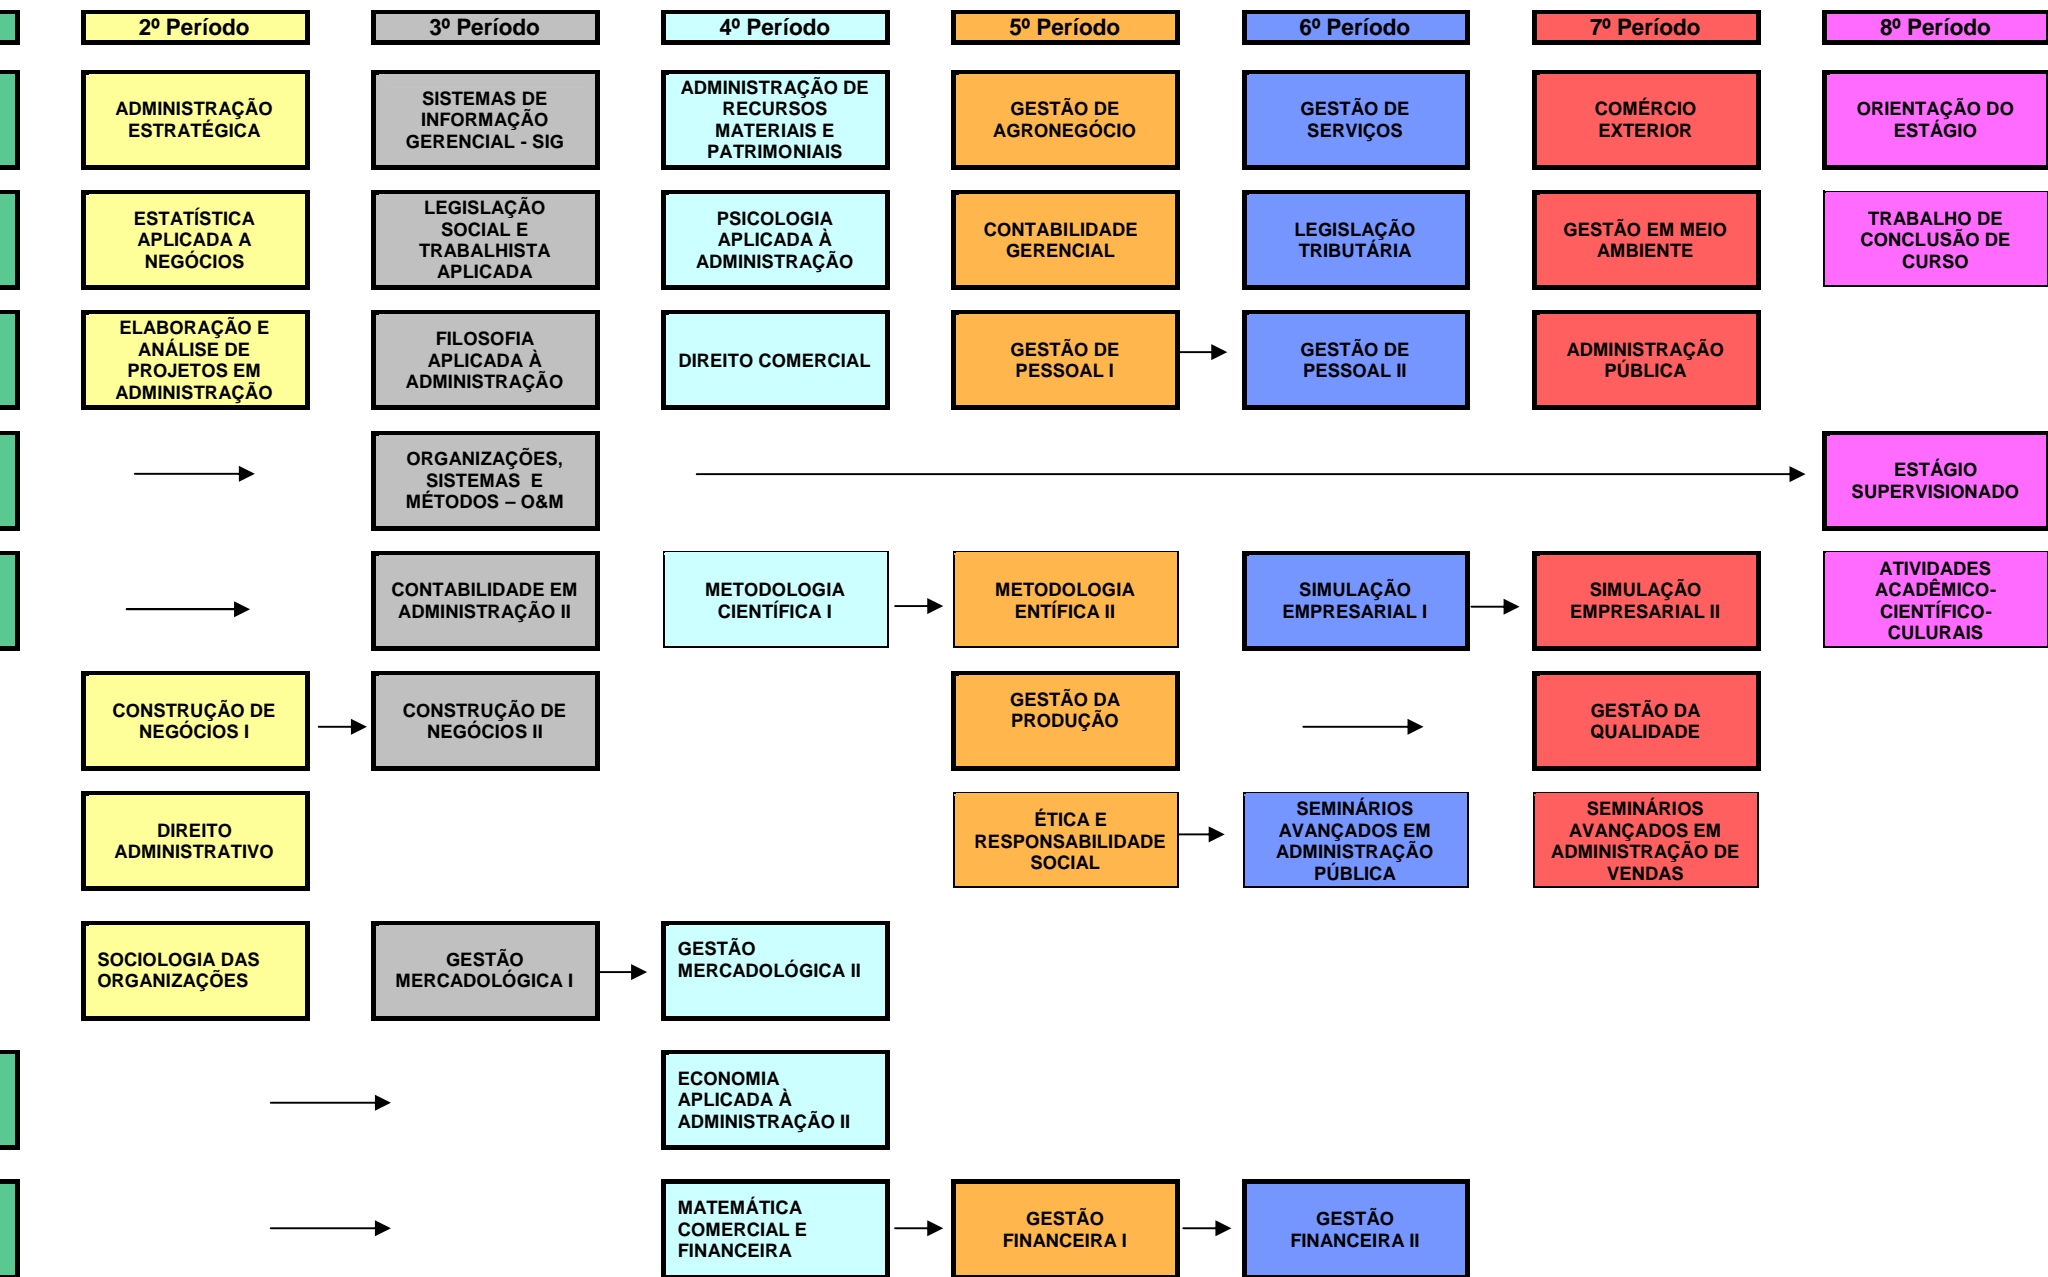 2º Período
3º Período
4º Período
5º Período
6º Período
7º Período
8º Período
ADMINISTRAÇÃO
ESTRATÉGICA
SISTEMAS DE
INFORMAÇÃO
GERENCIAL - SIG
ADMINISTRAÇÃO DE
RECURSOS
MATERIAIS E
PATRIMONIAIS
GESTÃO DE
AGRONEGÓCIO
GESTÃO DE
SERVIÇOS
COMÉRCIO
EXTERIOR
ORIENTAÇÃO DO
ESTÁGIO
ESTATÍSTICA
APLICADA A
NEGÓCIOS
LEGISLAÇÃO
SOCIAL E
TRABALHISTA
APLICADA
PSICOLOGIA
APLICADA À
ADMINISTRAÇÃO
CONTABILIDADE
GERENCIAL
LEGISLAÇÃO
TRIBUTÁRIA
GESTÃO EM MEIO
AMBIENTE
TRABALHO DE
CONCLUSÃO DE
CURSO
ELABORAÇÃO E
ANÁLISE DE
PROJETOS EM
ADMINISTRAÇÃO
FILOSOFIA
APLICADA À
ADMINISTRAÇÃO
DIREITO COMERCIAL
GESTÃO DE
PESSOAL I
GESTÃO DE
PESSOAL II
ADMINISTRAÇÃO
PÚBLICA
ORGANIZAÇÕES,
SISTEMAS E
MÉTODOS – O&M
ESTÁGIO
SUPERVISIONADO
CONTABILIDADE EM
ADMINISTRAÇÃO II
METODOLOGIA
CIENTÍFICA I
METODOLOGIA
ENTÍFICA II
SIMULAÇÃO
EMPRESARIAL I
SIMULAÇÃO
EMPRESARIAL II
ATIVIDADES
ACADÊMICO-
CIENTÍFICO-
CULURAIS
CONSTRUÇÃO DE
NEGÓCIOS I
CONSTRUÇÃO DE
NEGÓCIOS II
GESTÃO DA
PRODUÇÃO
GESTÃO DA
QUALIDADE
DIREITO
ADMINISTRATIVO
ÉTICA E
RESPONSABILIDADE
SOCIAL
SEMINÁRIOS
AVANÇADOS EM
ADMINISTRAÇÃO
PÚBLICA
SEMINÁRIOS
AVANÇADOS EM
ADMINISTRAÇÃO DE
VENDAS
SOCIOLOGIA DAS
ORGANIZAÇÕES
GESTÃO
MERCADOLÓGICA I
GESTÃO
MERCADOLÓGICA II
ECONOMIA
APLICADA À
ADMINISTRAÇÃO II
MATEMÁTICA
COMERCIAL E
FINANCEIRA
GESTÃO
FINANCEIRA I
GESTÃO
FINANCEIRA II